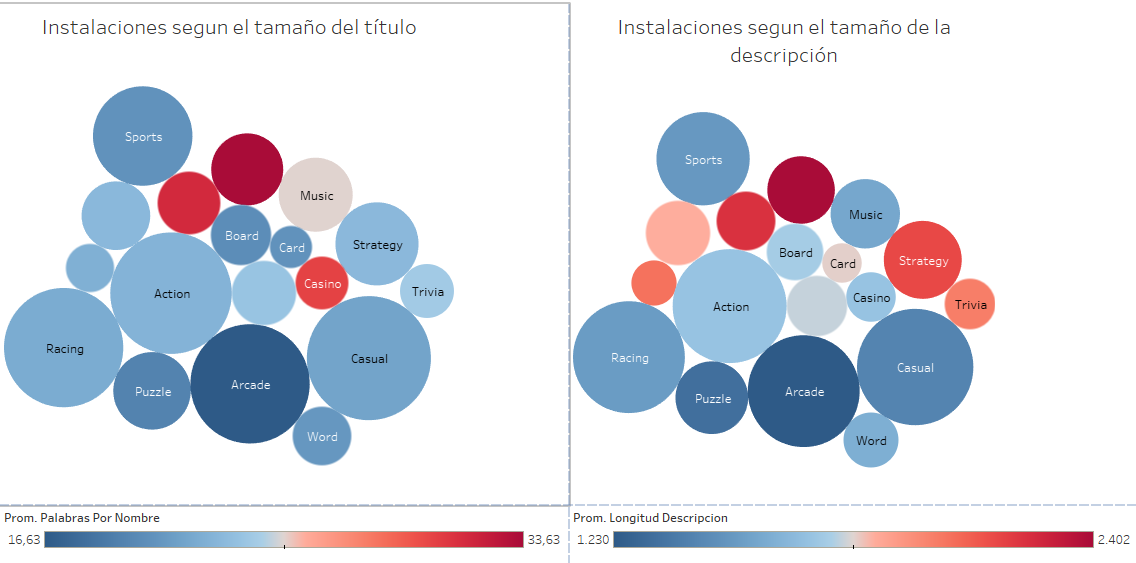 Instalaciones segun el tamaño del título
Sports
Music
Board
Card
Strategy
Action
Casino
Trivia
Racing
Casual
Puzzle
Arcade
Word
Prom. Palabras Por Nombre
16,63
33,63
Instalaciones segun el tamaño de la
descripción
Sports
Music
Board
Card
Strategy
Action
Casino
Trivia
Racing
Casual
Puzzle
Arcade
Word
Prom. Longitud Descripcion
1.230
2.402